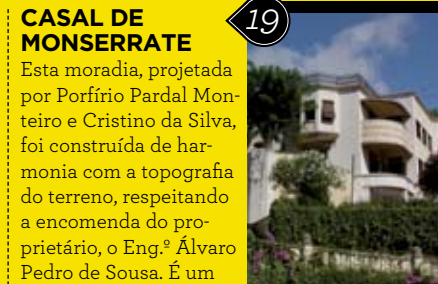 CASAL DE
MONSERRATE
19
Esta moradia, projetada
por Porfírio Pardal Mon-
teiro e Cristino da Silva,
foi construída de har-
monia com a topografia
do terreno, respeitando
a encomenda do pro-
prietário, o Eng.º Álvaro
Pedro de Sousa. É um